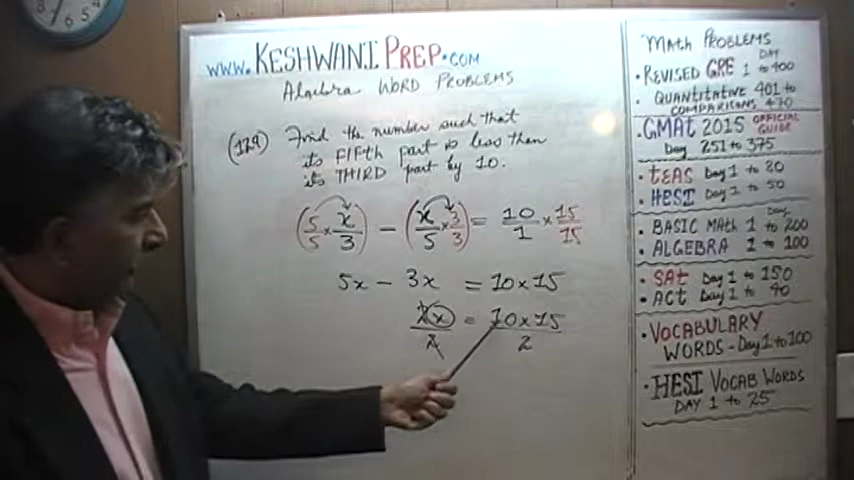 www.KESHWANI PREP.com
Algebra WORD PROBLEMS
(179) Find the number such that
its FIFTH part is less than
its THIRD part by 10.
(5/5 × x/3) − (x/5 × 3/3) = 10/1 × 15/15
5x − 3x = 10×15
2x/2 = 10×15/2
MATH PROBLEMS
DAY
• REVISED GRE 1 to 400
• QUANTITATIVE 401 to
COMPARISONS 470
• GMAT 2015 OFFICIAL GUIDE
Day 251 to 375
• TEAS Day 1 to 80
• HESI Day 1 to 50
Day
• BASIC MATH 1 to 200
• ALGEBRA 1 to 100
• SAT Day 1 to 150
• ACT Day 1 to 40
• VOCABULARY
WORDS - Day 1 to 100
• HESI VOCAB WORDS
DAY 1 to 25